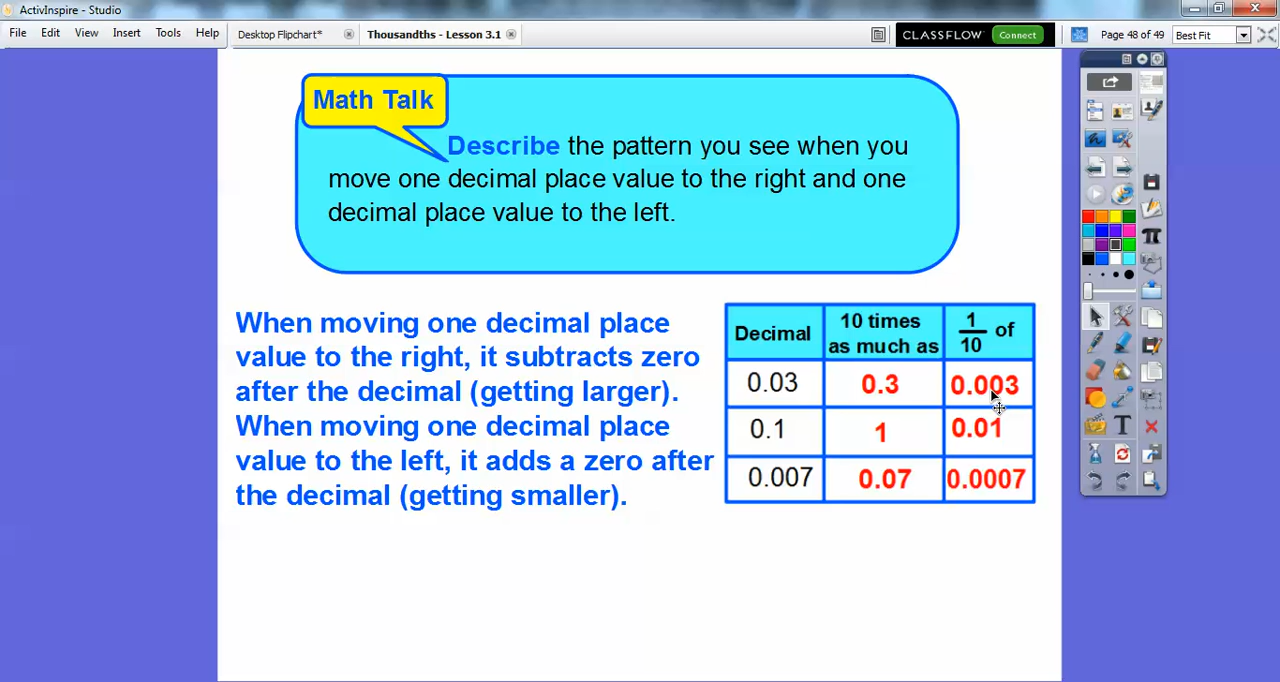 ActivInspire - Studio
File Edit View Insert Tools Help Desktop Flipchart* Thousandths - Lesson 3.1 CLASSFLOW Connect Page 48 of 49 Best Fit
Math Talk
Describe the pattern you see when you
move one decimal place value to the right and one
decimal place value to the left.
When moving one decimal place
value to the right, it subtracts zero
after the decimal (getting larger).
When moving one decimal place
value to the left, it adds a zero after
the decimal (getting smaller).
Decimal 10 times as much as 1/10 of
0.03 0.3 0.003
0.1 1 0.01
0.007 0.07 0.0007